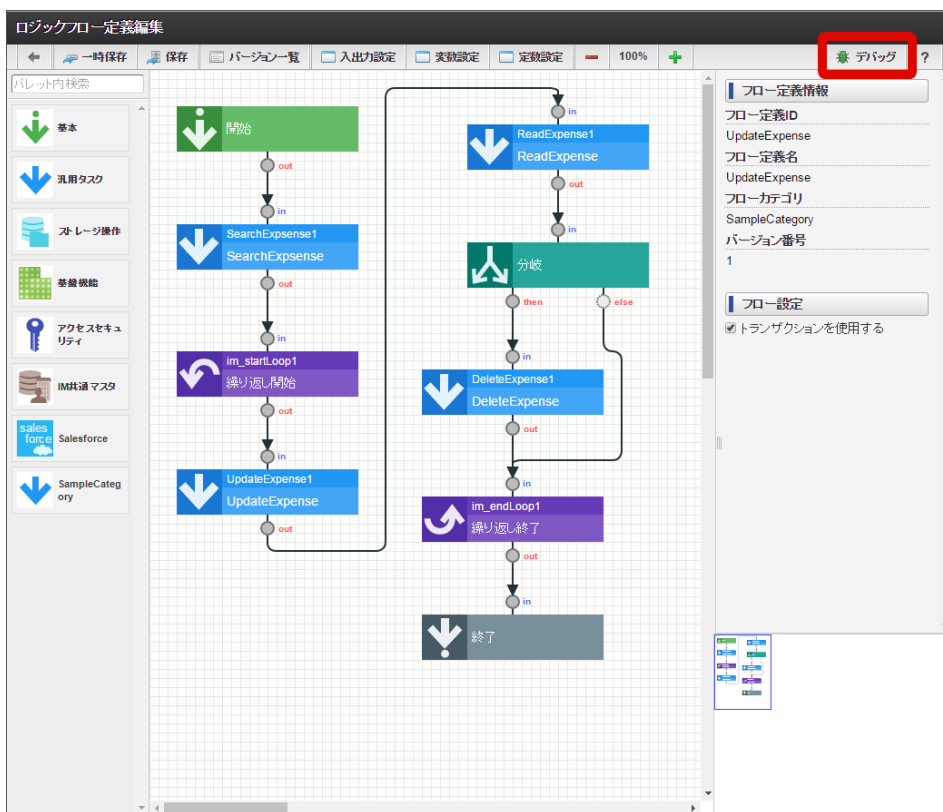 ロジックフロー定義編集
一時保存 保存 バージョン一覧 入出力設定 変数設定 定数設定 100% デバッグ ?
パレット内検索
基本
汎用タスク
ストレージ操作
基盤機能
アクセスセキュ
リティ
IM共通マスタ
sales
force
Salesforce
SampleCateg
ory
開始
out
in
SearchExpsense1
SearchExpsense
out
in
im_startLoop1
繰り返し開始
out
in
UpdateExpense1
UpdateExpense
out
in
ReadExpense1
ReadExpense
out
in
分岐
then else
in
DeleteExpense1
DeleteExpense
out
in
im_endLoop1
繰り返し終了
out
in
終了
フロー定義情報
フロー定義ID
UpdateExpense
フロー定義名
UpdateExpense
フローカテゴリ
SampleCategory
バージョン番号
1
フロー設定
トランザクションを使用する